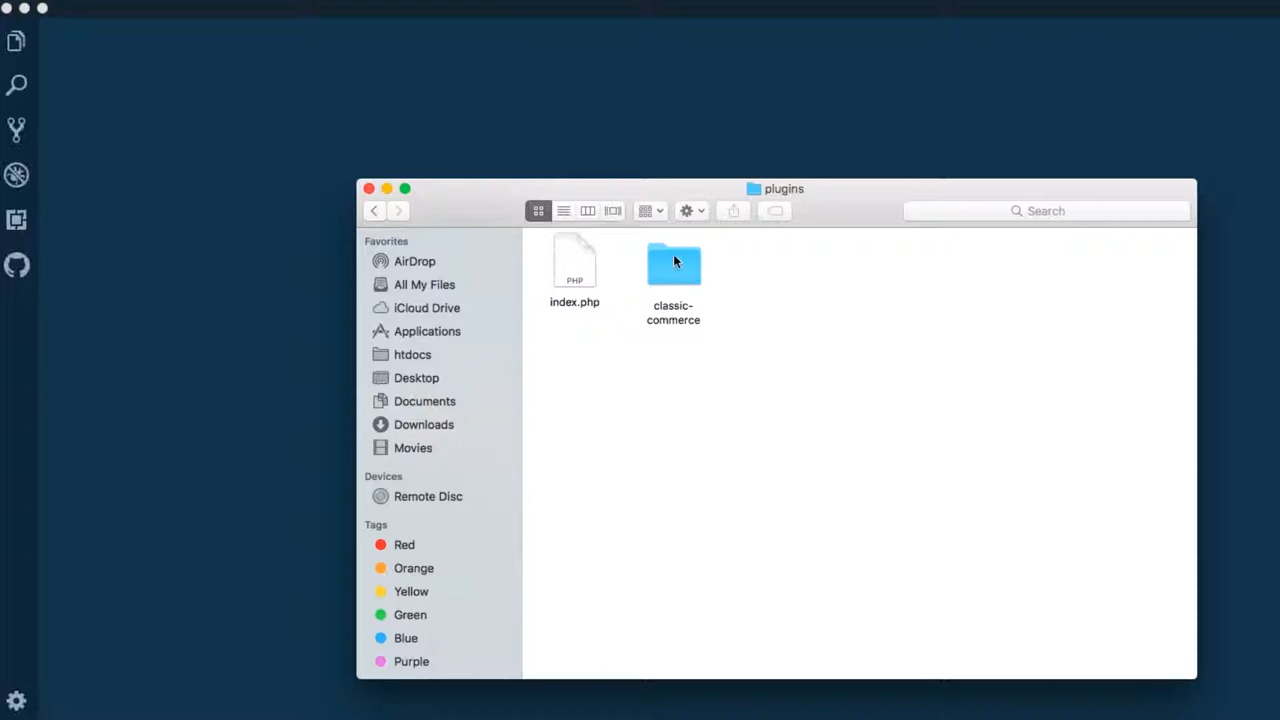 plugins
Search
Favorites
AirDrop
All My Files
iCloud Drive
Applications
htdocs
Desktop
Documents
Downloads
Movies
Devices
Remote Disc
Tags
Red
Orange
Yellow
Green
Blue
Purple
PHP
index.php
classic-
commerce